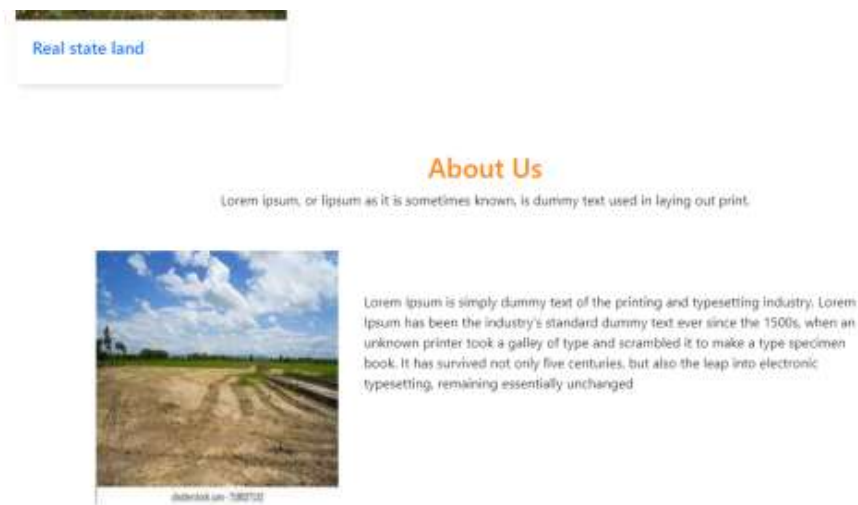 Real state land
About Us
Lorem ipsum, or lipsum as it is sometimes known, is dummy text used in laying out print.
Lorem Ipsum is simply dummy text of the printing and typesetting industry. Lorem
Ipsum has been the industry's standard dummy text ever since the 1500s, when an
unknown printer took a galley of type and scrambled it to make a type specimen
book. It has survived not only five centuries, but also the leap into electronic
typesetting, remaining essentially unchanged